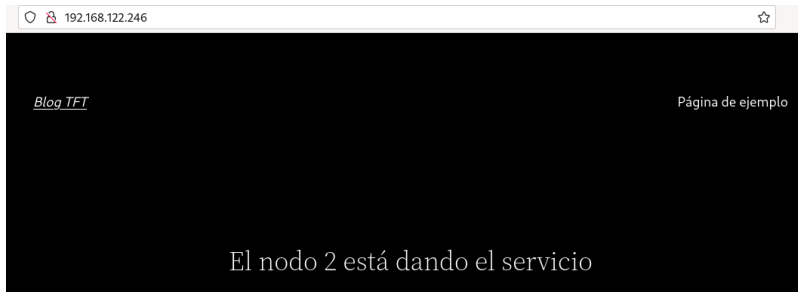 192.168.122.246
Blog TFT
Página de ejemplo
El nodo 2 está dando el servicio